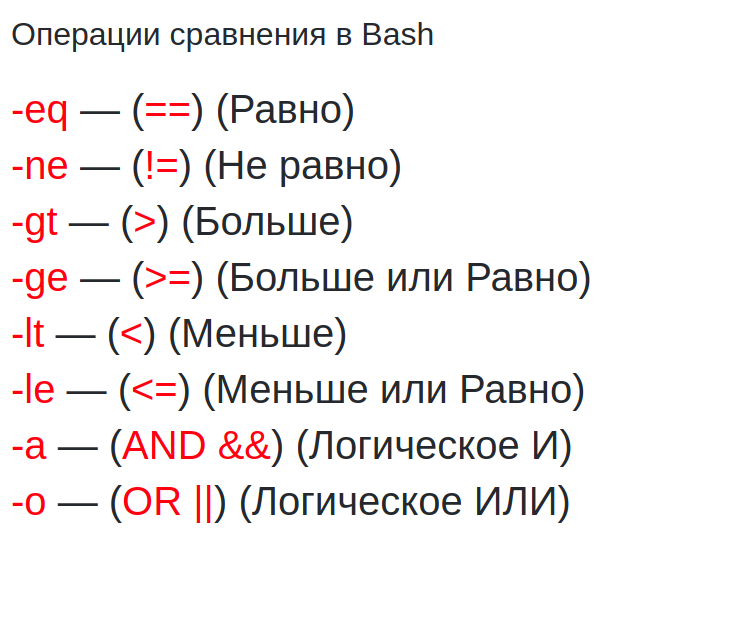 Операции сравнения в Bash
-eq — (==) (Равно)
-ne — (!=) (Не равно)
-gt — (>) (Больше)
-ge — (>=) (Больше или Равно)
-lt — (<) (Меньше)
-le — (<=) (Меньше или Равно)
-a — (AND &&) (Логическое И)
-o — (OR ||) (Логическое ИЛИ)